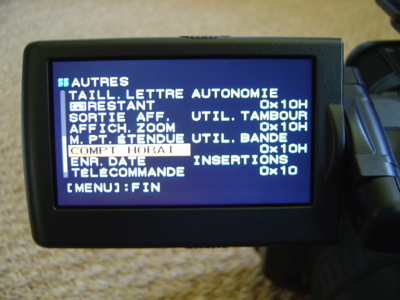 AUTRES
TAILL. LETTRE AUTONOMIE
RESTANT 0x10H
SORTIE AFF. UTIL. TAMBOUR
AFFICH. ZOOM 0x10H
M. PT. ÉTENDUE UTIL. BANDE
COMPT HORAI 0x10H
ENR. DATE INSERTIONS
TÉLÉCOMMANDE 0x10
[MENU]:FIN